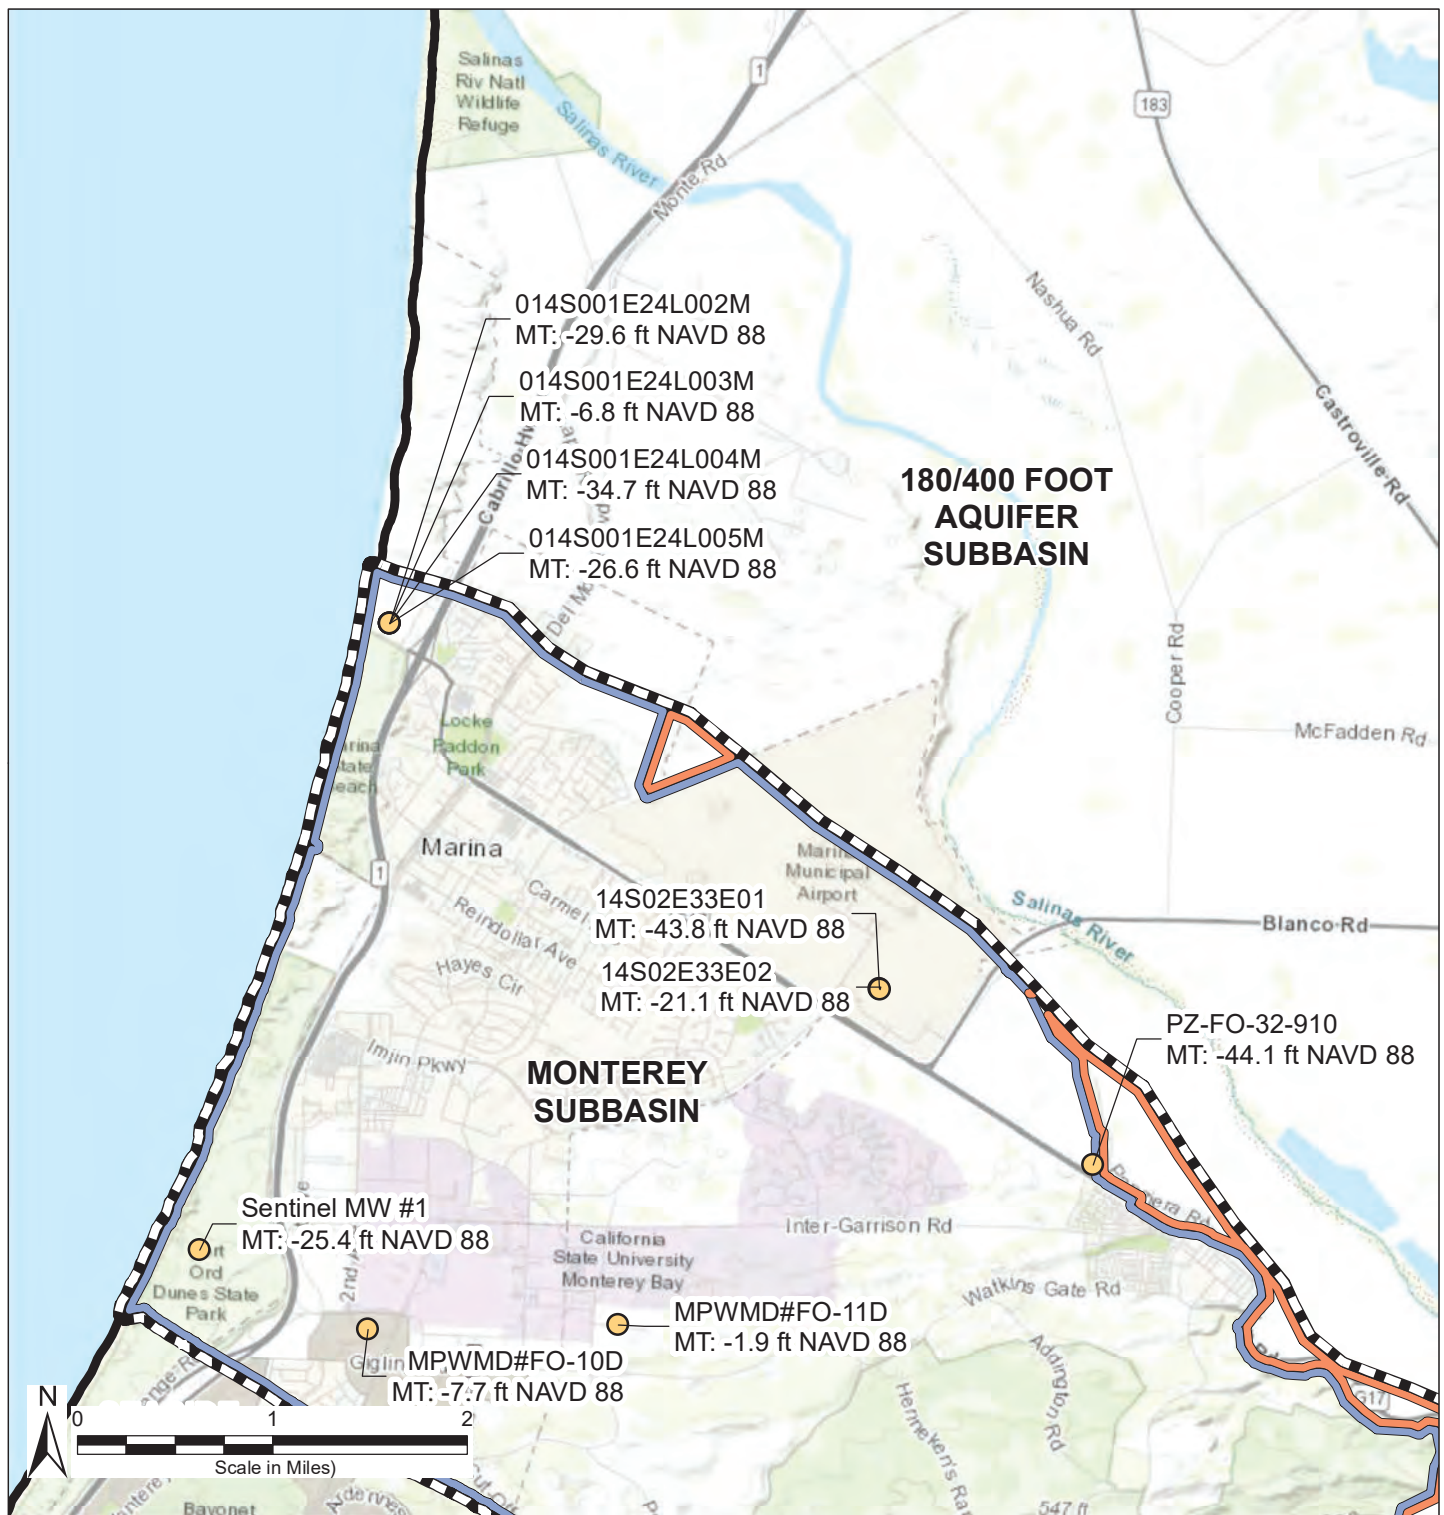 Salinas
Riv Natl
Wildlife
Refuge
1
183
Salinas River
Monte Rd
Nashua Rd
014S001E24L002M
MT: -29.6 ft NAVD 88
014S001E24L003M
MT: -6.8 ft NAVD 88
Castroville Rd
014S001E24L004M
MT: -34.7 ft NAVD 88
180/400 FOOT
AQUIFER
SUBBASIN
014S001E24L005M
MT: -26.6 ft NAVD 88
Cooper Rd
McFadden Rd
Locke
Paddon
Park
Marina
1
Marina
Municipal
Airport
Carmel
Reindollar Ave
Hayes Cir
14S02E33E01
MT: -43.8 ft NAVD 88
Salinas River
Blanco Rd
14S02E33E02
MT: -21.1 ft NAVD 88
PZ-FO-32-910
MT: -44.1 ft NAVD 88
Imjin Pkwy
MONTEREY
SUBBASIN
Sentinel MW #1
MT: -25.4 ft NAVD 88
Ord
Dunes State
Park
2nd
California
State University
Monterey Bay
Inter-Garrison Rd
Watkins Gate Rd
MPWMD#FO-11D
MT: -1.9 ft NAVD 88
Addington Rd
MPWMD#FO-10D
MT: -7.7 ft NAVD 88
G17
N
0 1 2
Scale in Miles)
Bayonet
547 ft